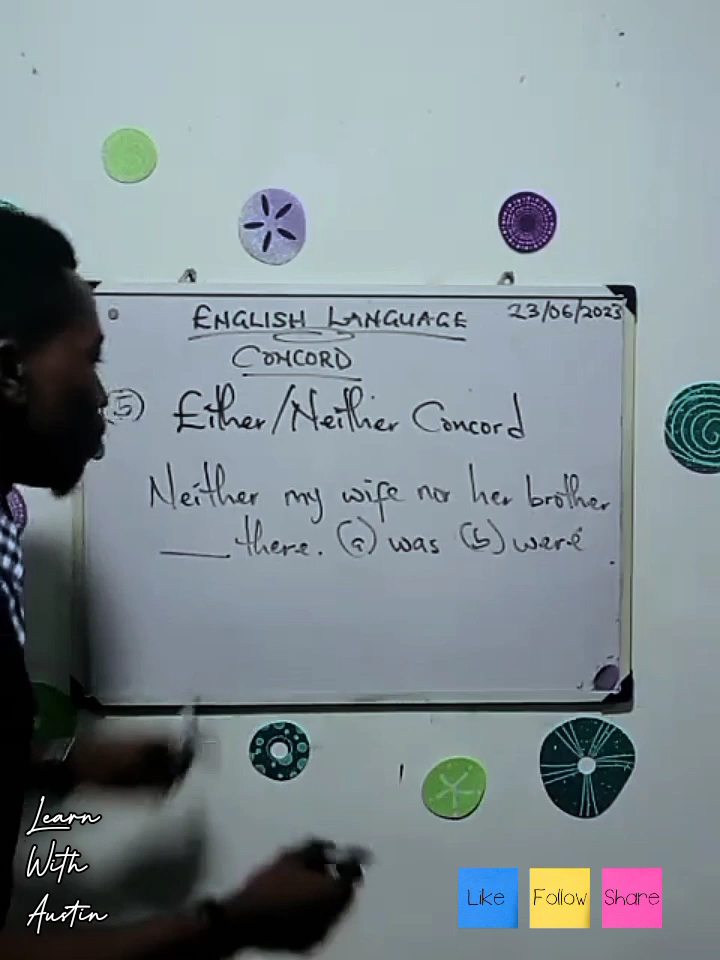 ENGLISH LANGUAGE 23/06/2023
CONCORD
(5) Either/Neither Concord
Neither my wife nor her brother
____ there. (a) was (b) were
Learn
With
Austin
Like Follow Share